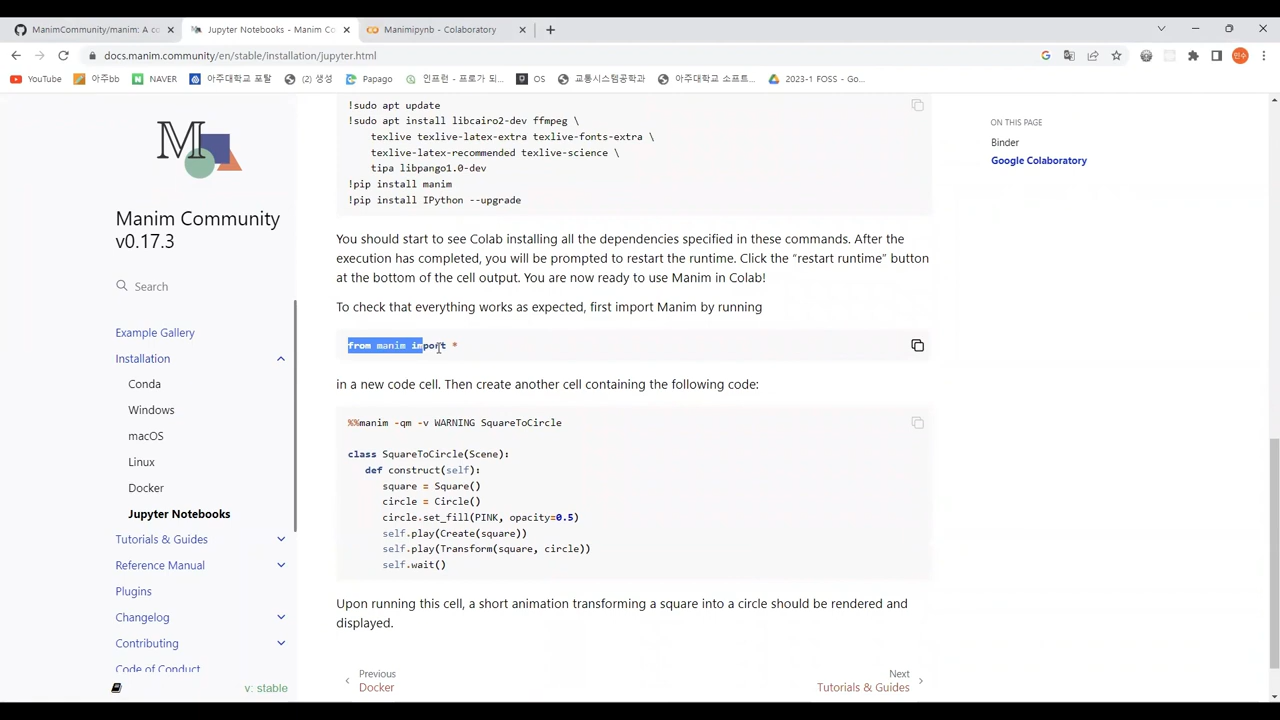 ManimCommunity/manim: A co
Jupyter Notebooks - Manim Co
Manimipynb - Colaboratory
docs.manim.community/en/stable/installation/jupyter.html
YouTube
아주bb
NAVER
아주대학교 포탈
(2) 생성
Papago
인프런 - 프로가 되...
OS
교통시스템공학과
아주대학교 소프트...
2023-1 FOSS - Go...
민수
M
Manim Community
v0.17.3
Search
Example Gallery
Installation
Conda
Windows
macOS
Linux
Docker
Jupyter Notebooks
Tutorials & Guides
Reference Manual
Plugins
Changelog
Contributing
Code of Conduct
v: stable
!sudo apt update
!sudo apt install libcairo2-dev ffmpeg \
texlive texlive-latex-extra texlive-fonts-extra \
texlive-latex-recommended texlive-science \
tipa libpango1.0-dev
!pip install manim
!pip install IPython --upgrade
You should start to see Colab installing all the dependencies specified in these commands. After the
execution has completed, you will be prompted to restart the runtime. Click the “restart runtime” button
at the bottom of the cell output. You are now ready to use Manim in Colab!
To check that everything works as expected, first import Manim by running
from manim import *
in a new code cell. Then create another cell containing the following code:
%%manim -qm -v WARNING SquareToCircle
class SquareToCircle(Scene):
def construct(self):
square = Square()
circle = Circle()
circle.set_fill(PINK, opacity=0.5)
self.play(Create(square))
self.play(Transform(square, circle))
self.wait()
Upon running this cell, a short animation transforming a square into a circle should be rendered and
displayed.
Previous
Docker
Next
Tutorials & Guides
ON THIS PAGE
Binder
Google Colaboratory